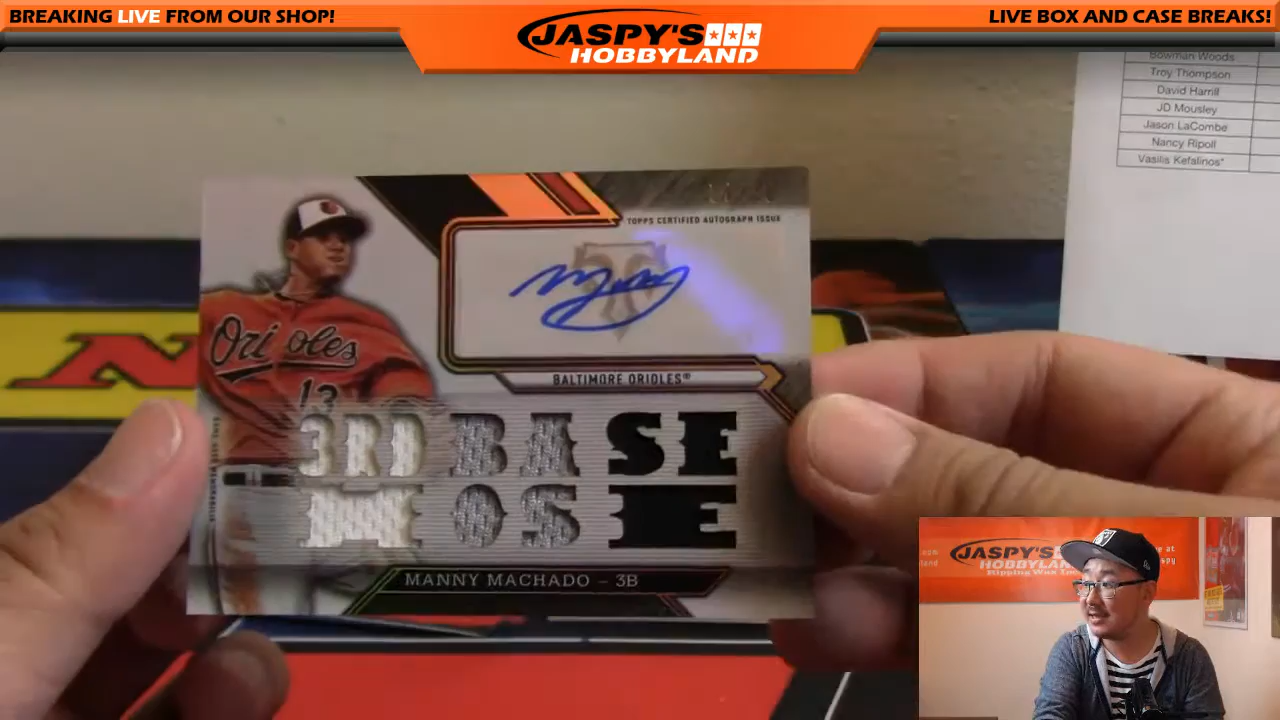 BREAKING LIVE FROM OUR SHOP!
JASPY'S
HOBBYLAND
LIVE BOX AND CASE BREAKS!
Bowman Woods
Troy Thompson
David Harrill
JD Mousley
Jason LaCombe
Nancy Ripoll
Vasilis Kefalinos*
TOPPS CERTIFIED AUTOGRAPH ISSUE
BALTIMORE ORIOLES®
Orioles
13
3RD BASE
HOSE
MANNY MACHADO – 3B
N
JASPY'S
HOBBYLAND